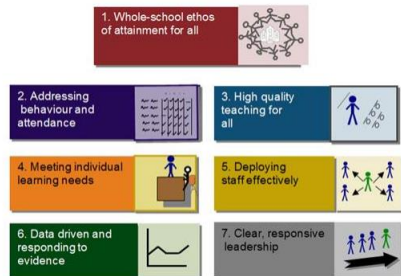 1. Whole-school ethos
of attainment for all
2. Addressing
behaviour and
attendance
3. High quality
teaching for
all
4. Meeting individual
learning needs
5. Deploying
staff effectively
6. Data driven and
responding to
evidence
7. Clear, responsive
leadership